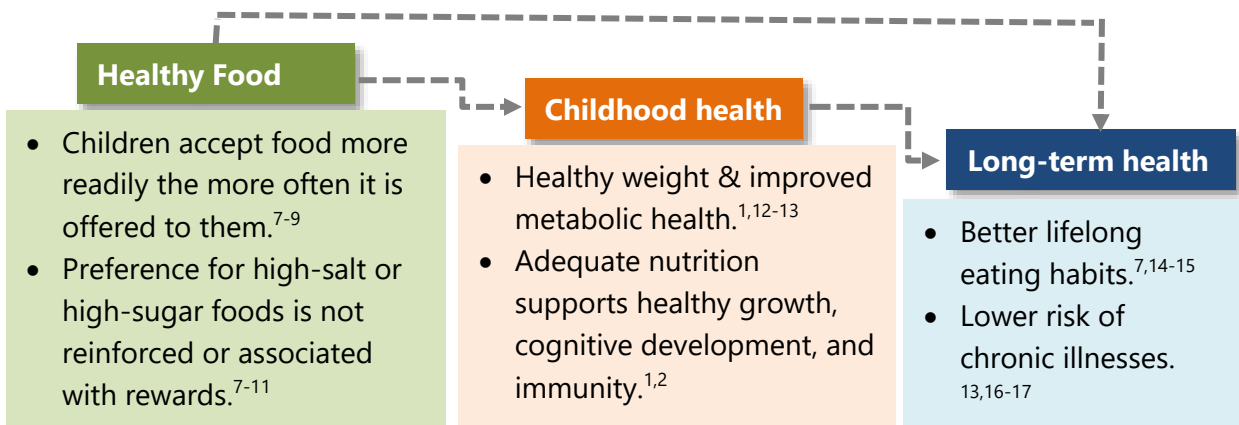 Healthy Food
• Children accept food more
readily the more often it is
offered to them.7-9
• Preference for high-salt or
high-sugar foods is not
reinforced or associated
with rewards.7-11
Childhood health
• Healthy weight & improved
metabolic health.1,12-13
• Adequate nutrition
supports healthy growth,
cognitive development, and
immunity.1,2
Long-term health
• Better lifelong
eating habits.7,14-15
• Lower risk of
chronic illnesses.
13,16-17